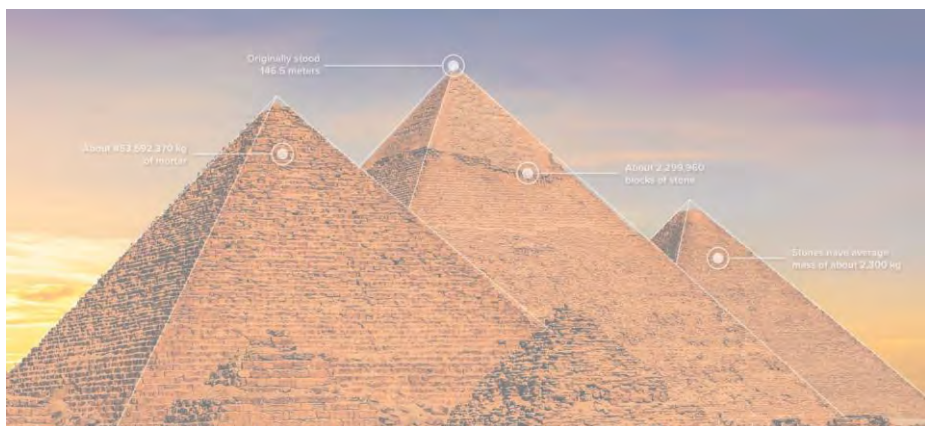 Originally stood
146.5 meters
About 453,592,370 kg
of mortar
About 2,299,960
blocks of stone
Stones have average
mass of about 2,300 kg